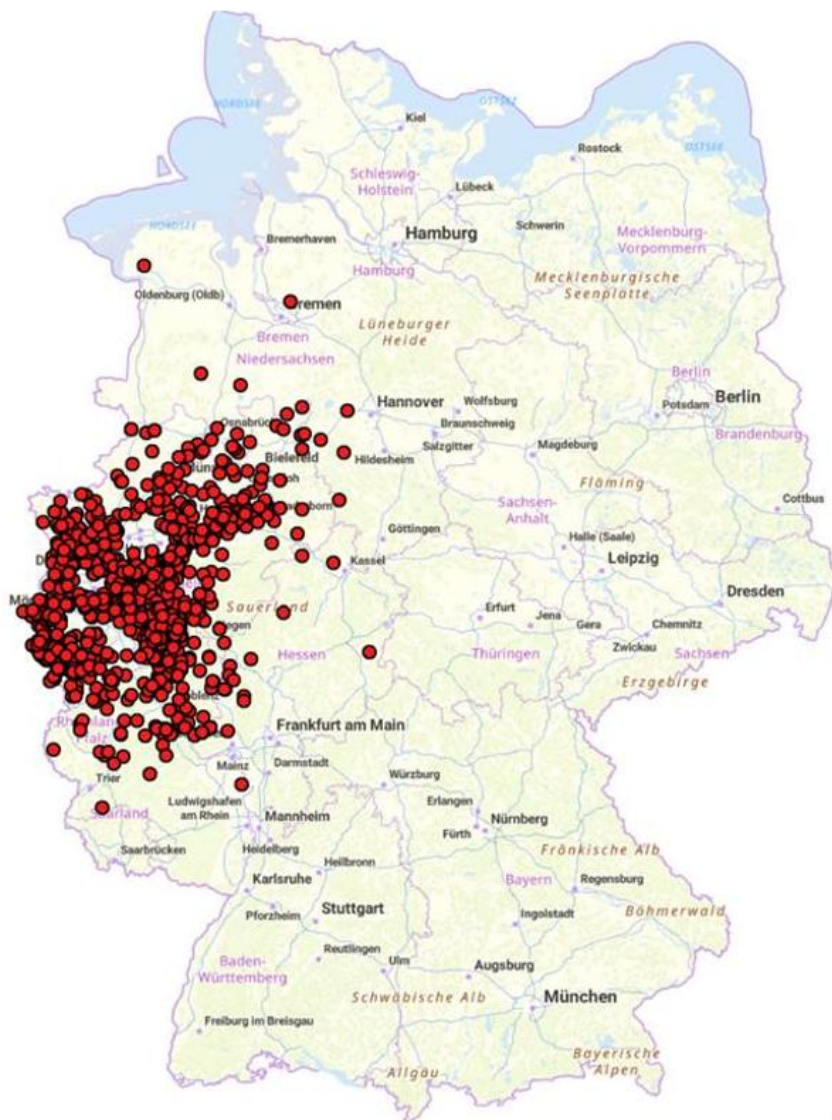 Kiel
NORDSEE
OSTSEE
Rostock
OSTSEE
Schleswig-
Holstein
Lübeck
NORDSEE
Schwerin
Mecklenburg-
Vorpommern
Bremerhaven
Hamburg
Hamburg
Mecklenburgische
Seenplatte
Oldenburg (Oldb)
Bremen
Lüneburger
Heide
Bremen
Niedersachsen
Berlin
Hannover
Wolfsburg
Berlin
Potsdam
Braunschweig
Brandenburg
Salzgitter
Bielefeld
Hildesheim
Magdeburg
Fläming
Sachsen-
Anhalt
Cottbus
Göttingen
Halle (Saale)
Leipzig
Kassel
Dresden
Sauerland
Erfurt
Jena
Gera
Chemnitz
Zwickau
Hessen
Thüringen
Sachsen
Erzgebirge
Frankfurt am Main
Mainz
Darmstadt
Würzburg
Trier
Erlangen
Ludwigshafen
am Rhein
Saarland
Mannheim
Nürnberg
Fürth
Heidelberg
Fränkische Alb
Saarbrücken
Heilbronn
Karlsruhe
Bayern
Regensburg
Pforzheim
Stuttgart
Ingolstadt
Böhmerwald
Reutlingen
Ulm
Baden-
Württemberg
Augsburg
Schwäbische Alb
München
Freiburg im Breisgau
Bayerische
Alpen
Allgäu